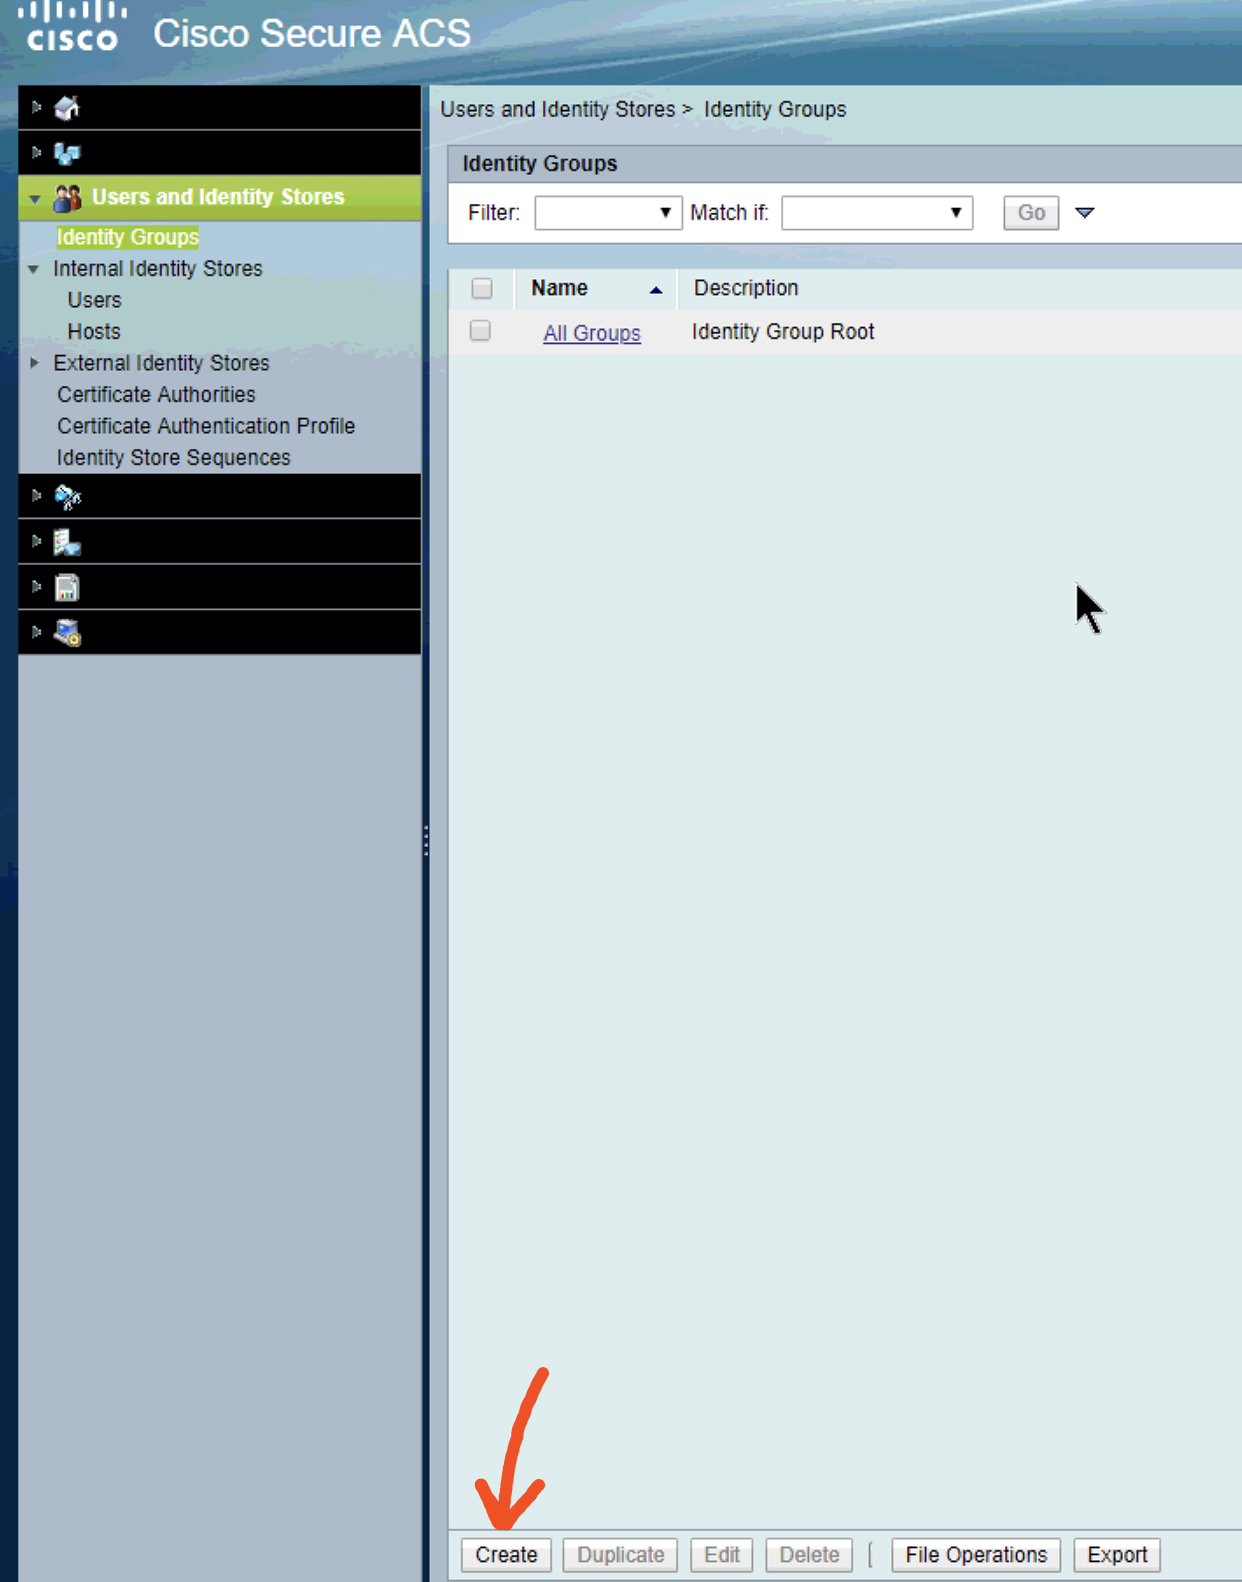 CISCO Cisco Secure ACS
Users and Identity Stores
Identity Groups
Internal Identity Stores
Users
Hosts
External Identity Stores
Certificate Authorities
Certificate Authentication Profile
Identity Store Sequences
Users and Identity Stores > Identity Groups
Identity Groups
Filter: Match if: Go
Name Description
All Groups Identity Group Root
Create Duplicate Edit Delete | File Operations Export